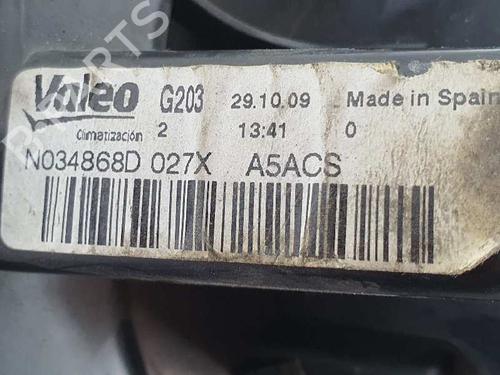 Valeo G203 29.10.09 Made in Spain
Climatización 2 13:41 0
N034868D 027X A5ACS